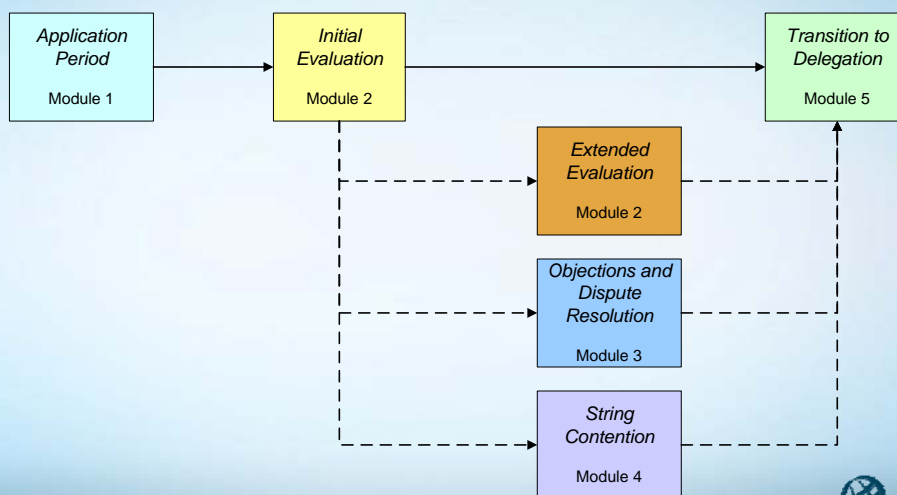 Application
Period
Module 1
Initial
Evaluation
Module 2
Transition to
Delegation
Module 5
Extended
Evaluation
Module 2
Objections and
Dispute
Resolution
Module 3
String
Contention
Module 4